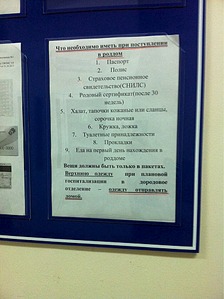 Что необходимо иметь при поступлении
в роддом
1. Паспорт
2. Полис
3. Страховое пенсионное
свидетельство(СНИЛС)
4. Родовый сертификат(после 30
недель)
5. Халат, тапочки кожаные или сланцы,
сорочка ночная
6. Кружка, ложка
7. Туалетные принадлежности
8. Прокладки
9. Еда на первый день нахождения в
роддоме
Вещи должны быть только в пакетах.
Верхнюю одежду при плановой
госпитализации в дородовое
отделение – одежду отправлять
домой.